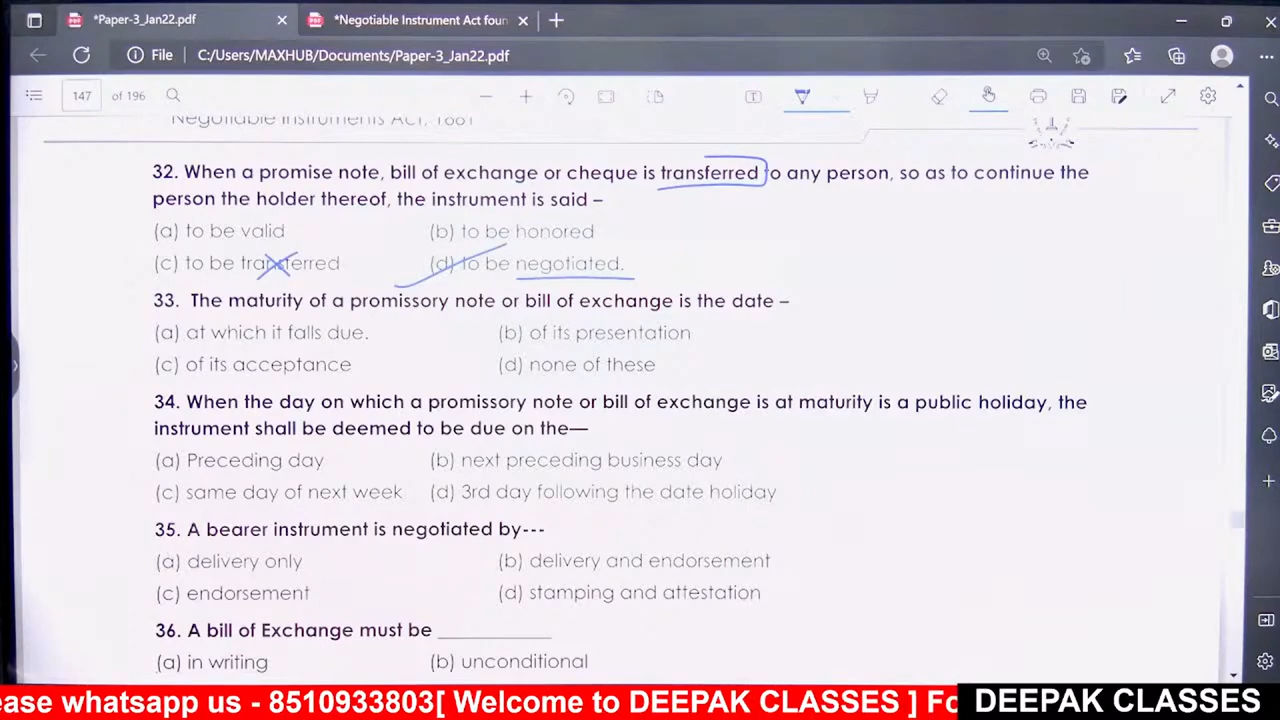 *Paper-3_Jan22.pdf
*Negotiable Instrument Act foun
File C:/Users/MAXHUB/Documents/Paper-3_Jan22.pdf
147 of 196
Negotiable Instruments Act, 1881
32. When a promise note, bill of exchange or cheque is transferred to any person, so as to continue the
person the holder thereof, the instrument is said –
(a) to be valid (b) to be honored
(c) to be transferred (d) to be negotiated.
33. The maturity of a promissory note or bill of exchange is the date –
(a) at which it falls due. (b) of its presentation
(c) of its acceptance (d) none of these
34. When the day on which a promissory note or bill of exchange is at maturity is a public holiday, the
instrument shall be deemed to be due on the—
(a) Preceding day (b) next preceding business day
(c) same day of next week (d) 3rd day following the date holiday
35. A bearer instrument is negotiated by---
(a) delivery only (b) delivery and endorsement
(c) endorsement (d) stamping and attestation
36. A bill of Exchange must be ___________
(a) in writing (b) unconditional
ease whatsapp us - 8510933803[ Welcome to DEEPAK CLASSES ] Fo
DEEPAK CLASSES